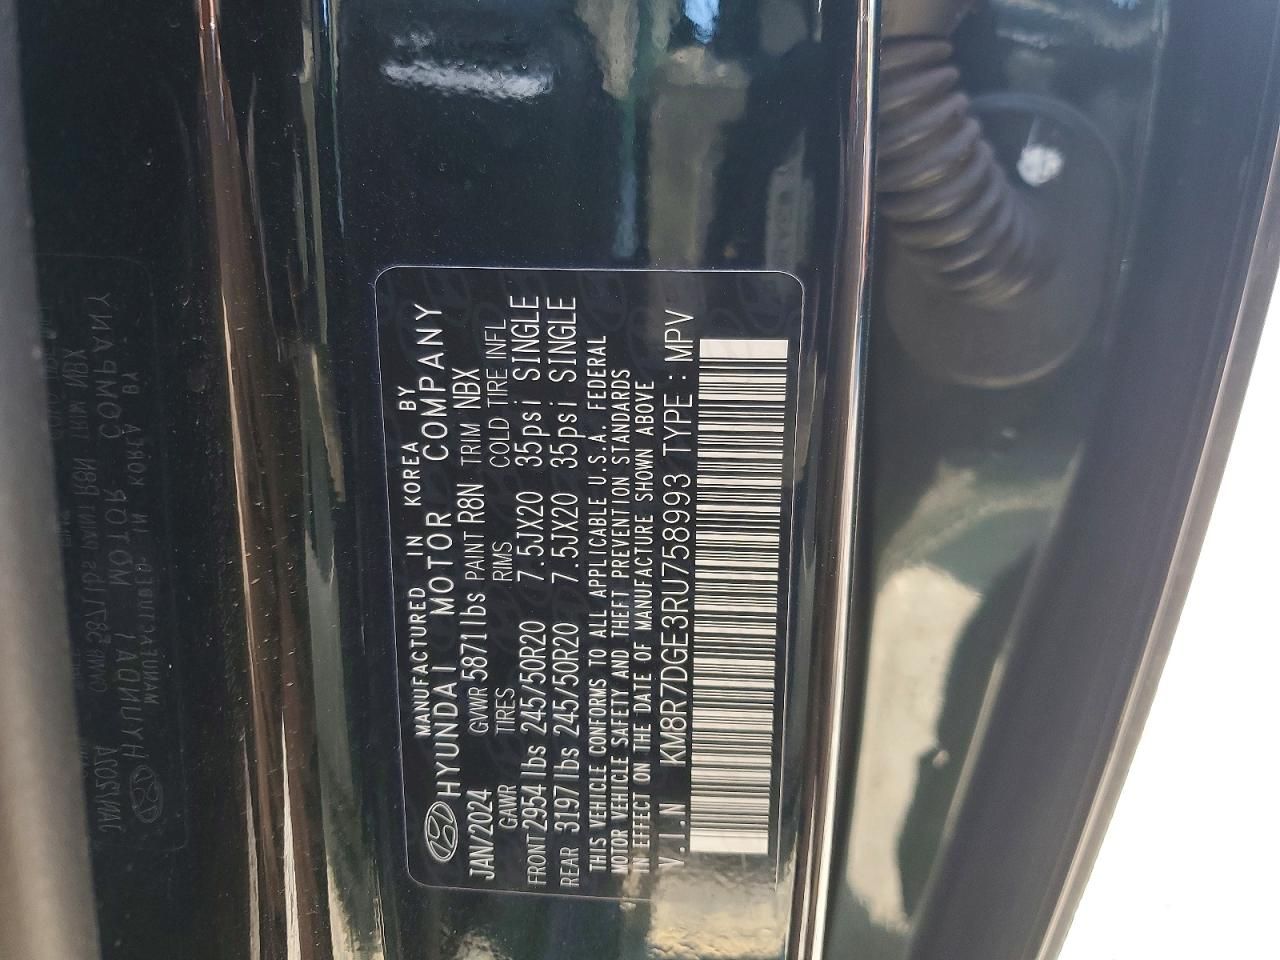 MANUFACTURED IN KOREA BY
HYUNDAI MOTOR COMPANY
JAN/2024 GVWR 5871lbs PAINT R8N TRIM NBX
GAWR TIRES RIMS COLD TIRE INFL
FRONT 2954lbs 245/50R20 7.5JX20 35psi SINGLE
REAR 3197lbs 245/50R20 7.5JX20 35psi SINGLE
THIS VEHICLE CONFORMS TO ALL APPLICABLE U.S.A. FEDERAL
MOTOR VEHICLE SAFETY AND THEFT PREVENTION STANDARDS
IN EFFECT ON THE DATE OF MANUFACTURE SHOWN ABOVE
V.I.N KM8R7DGE3RU758993 TYPE : MPV